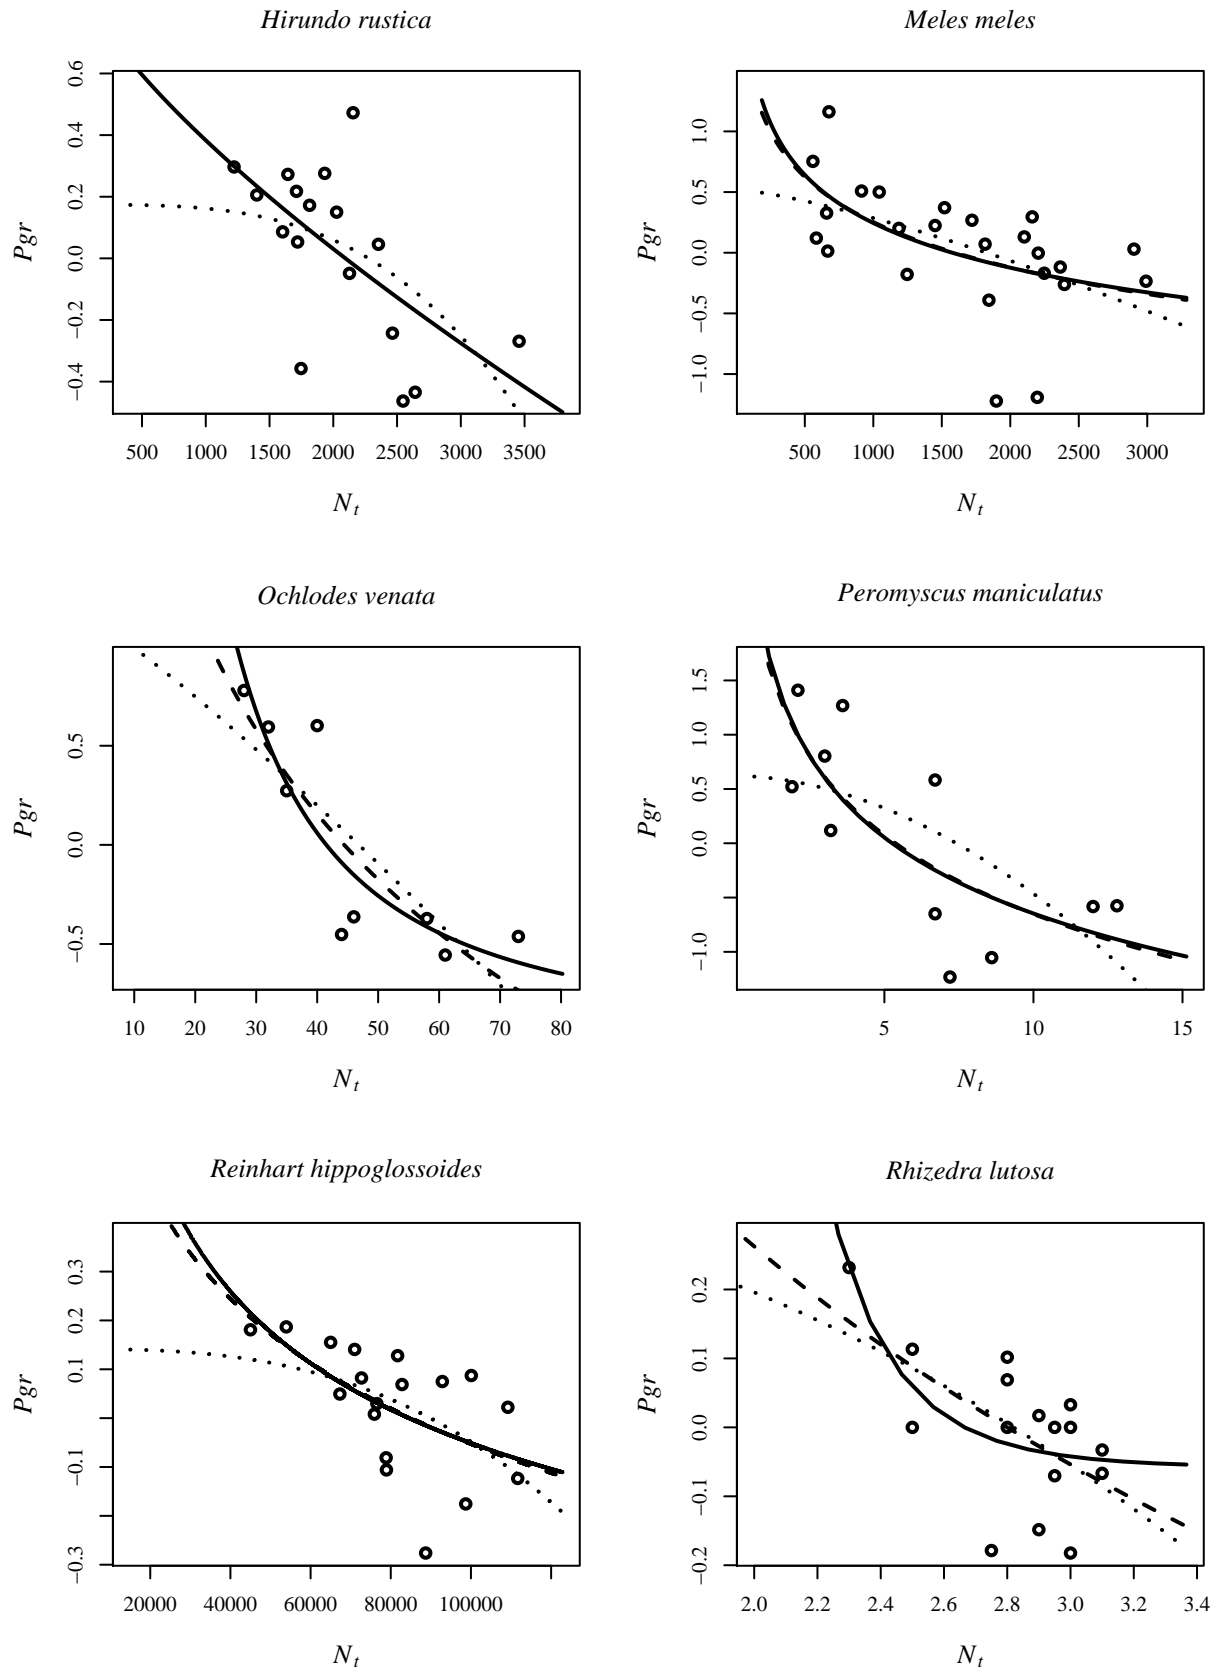 Hirundo rustica
Pgr
0.6
0.4
0.2
0.0
−0.2
−0.4
500 1000 1500 2000 2500 3000 3500
N t
Meles meles
Pgr
1.0
0.5
0.0
−0.5
−1.0
500 1000 1500 2000 2500 3000
N t
Ochlodes venata
Pgr
0.5
0.0
−0.5
10 20 30 40 50 60 70 80
N t
Peromyscus maniculatus
Pgr
1.5
1.0
0.5
0.0
−1.0
5 10 15
N t
Reinhart hippoglossoides
Pgr
0.3
0.2
0.1
−0.1
−0.3
20000 40000 60000 80000 100000
N t
Rhizedra lutosa
Pgr
0.2
0.1
0.0
−0.1
−0.2
2.0 2.2 2.4 2.6 2.8 3.0 3.2 3.4
N t